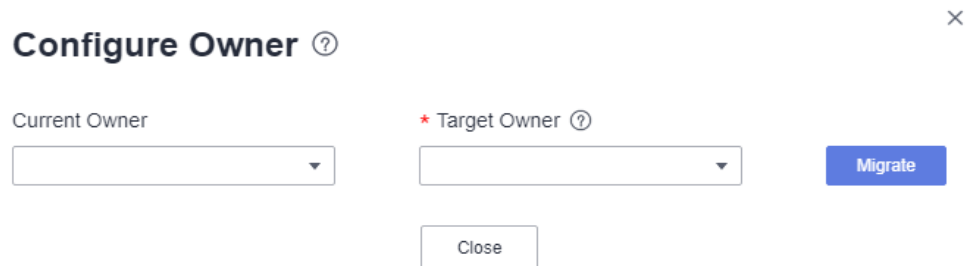 Configure Owner ?
Current Owner
* Target Owner ?
Migrate
Close